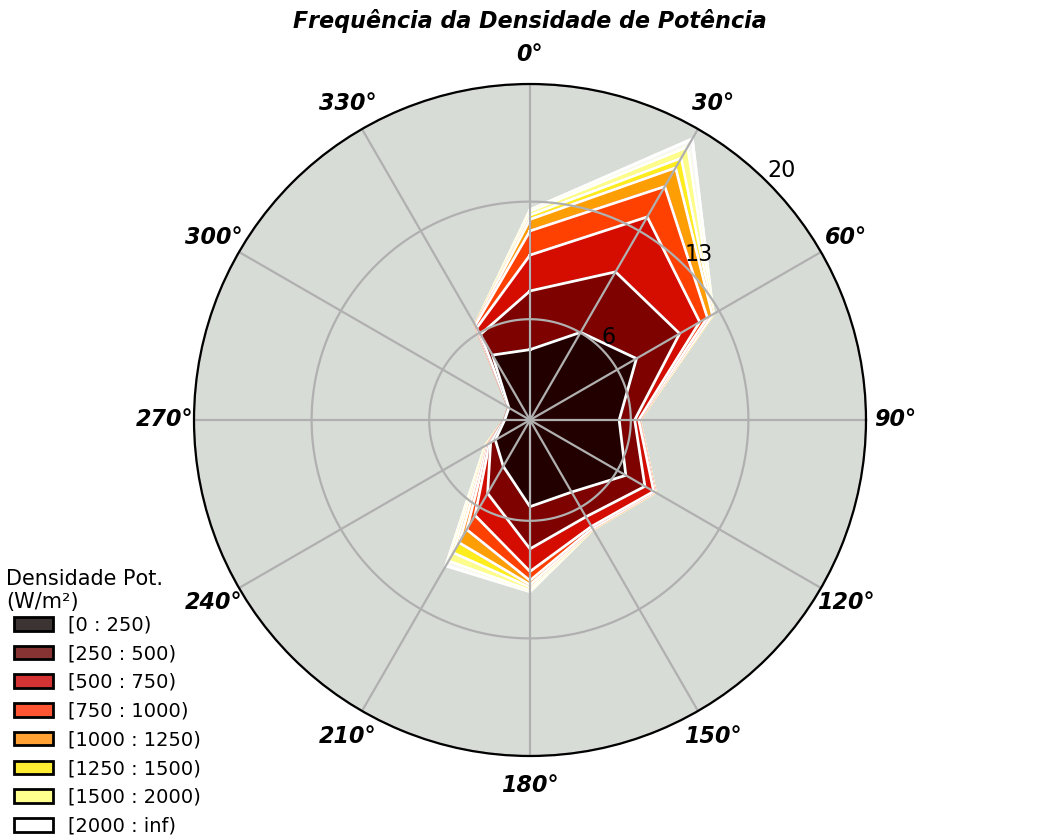 Frequência da Densidade de Potência
0°
330°
30°
20
300°
60°
13
6
270°
90°
240°
120°
210°
150°
180°
Densidade Pot.
(W/m²)
[0 : 250)
[250 : 500)
[500 : 750)
[750 : 1000)
[1000 : 1250)
[1250 : 1500)
[1500 : 2000)
[2000 : inf)